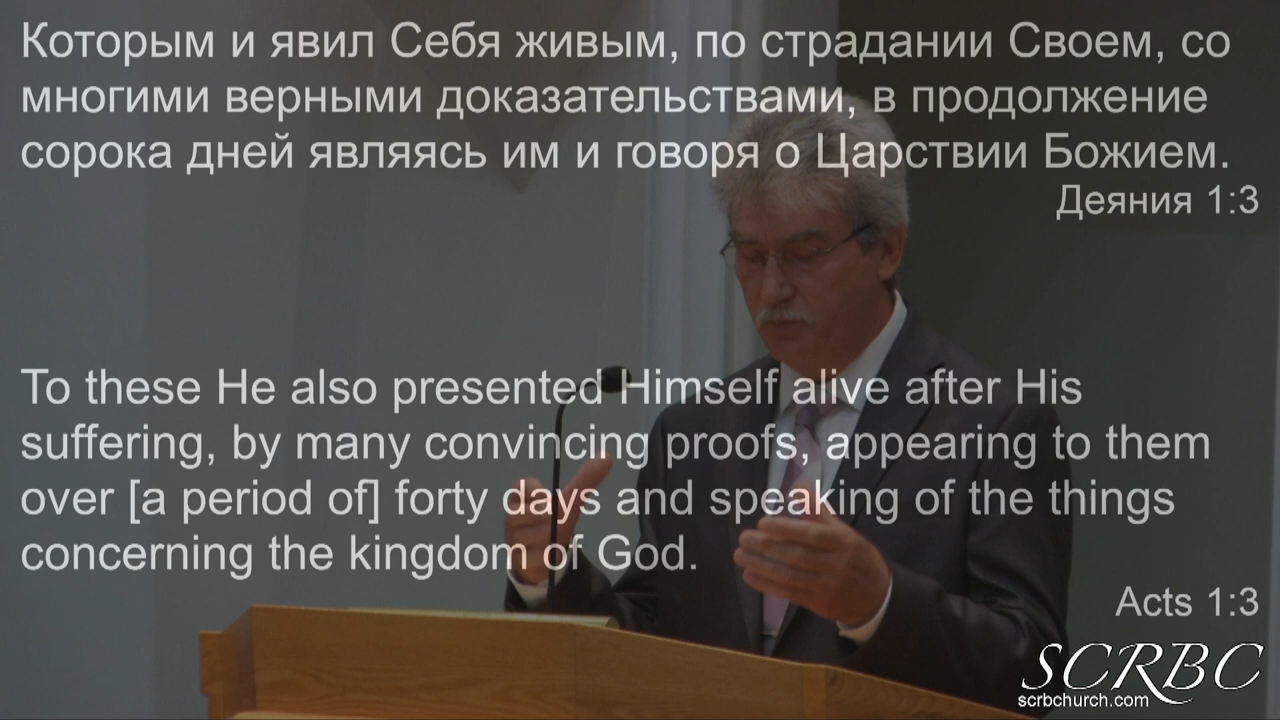 Которым и явил Себя живым, по страдании Своем, со
многими верными доказательствами, в продолжение
сорока дней являясь им и говоря о Царствии Божием.
Деяния 1:3
To these He also presented Himself alive after His
suffering, by many convincing proofs, appearing to them
over [a period of] forty days and speaking of the things
concerning the kingdom of God.
Acts 1:3
SCRBC
scrbchurch.com